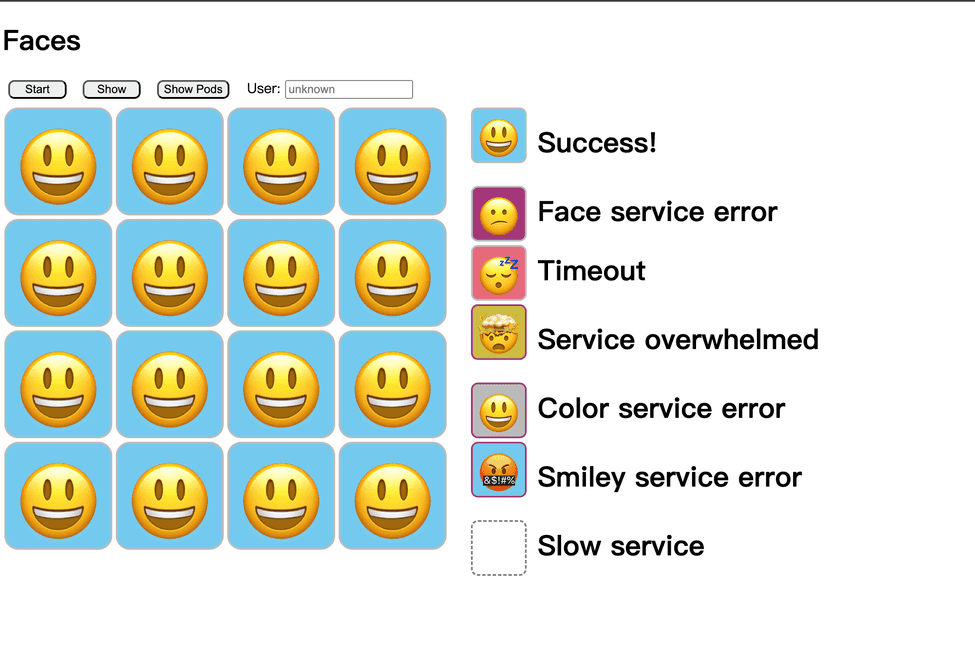 Faces
Start Show Show Pods User: unknown
Success!
Face service error
zzZ
Timeout
Service overwhelmed
Color service error
&$!#%
Smiley service error
Slow service